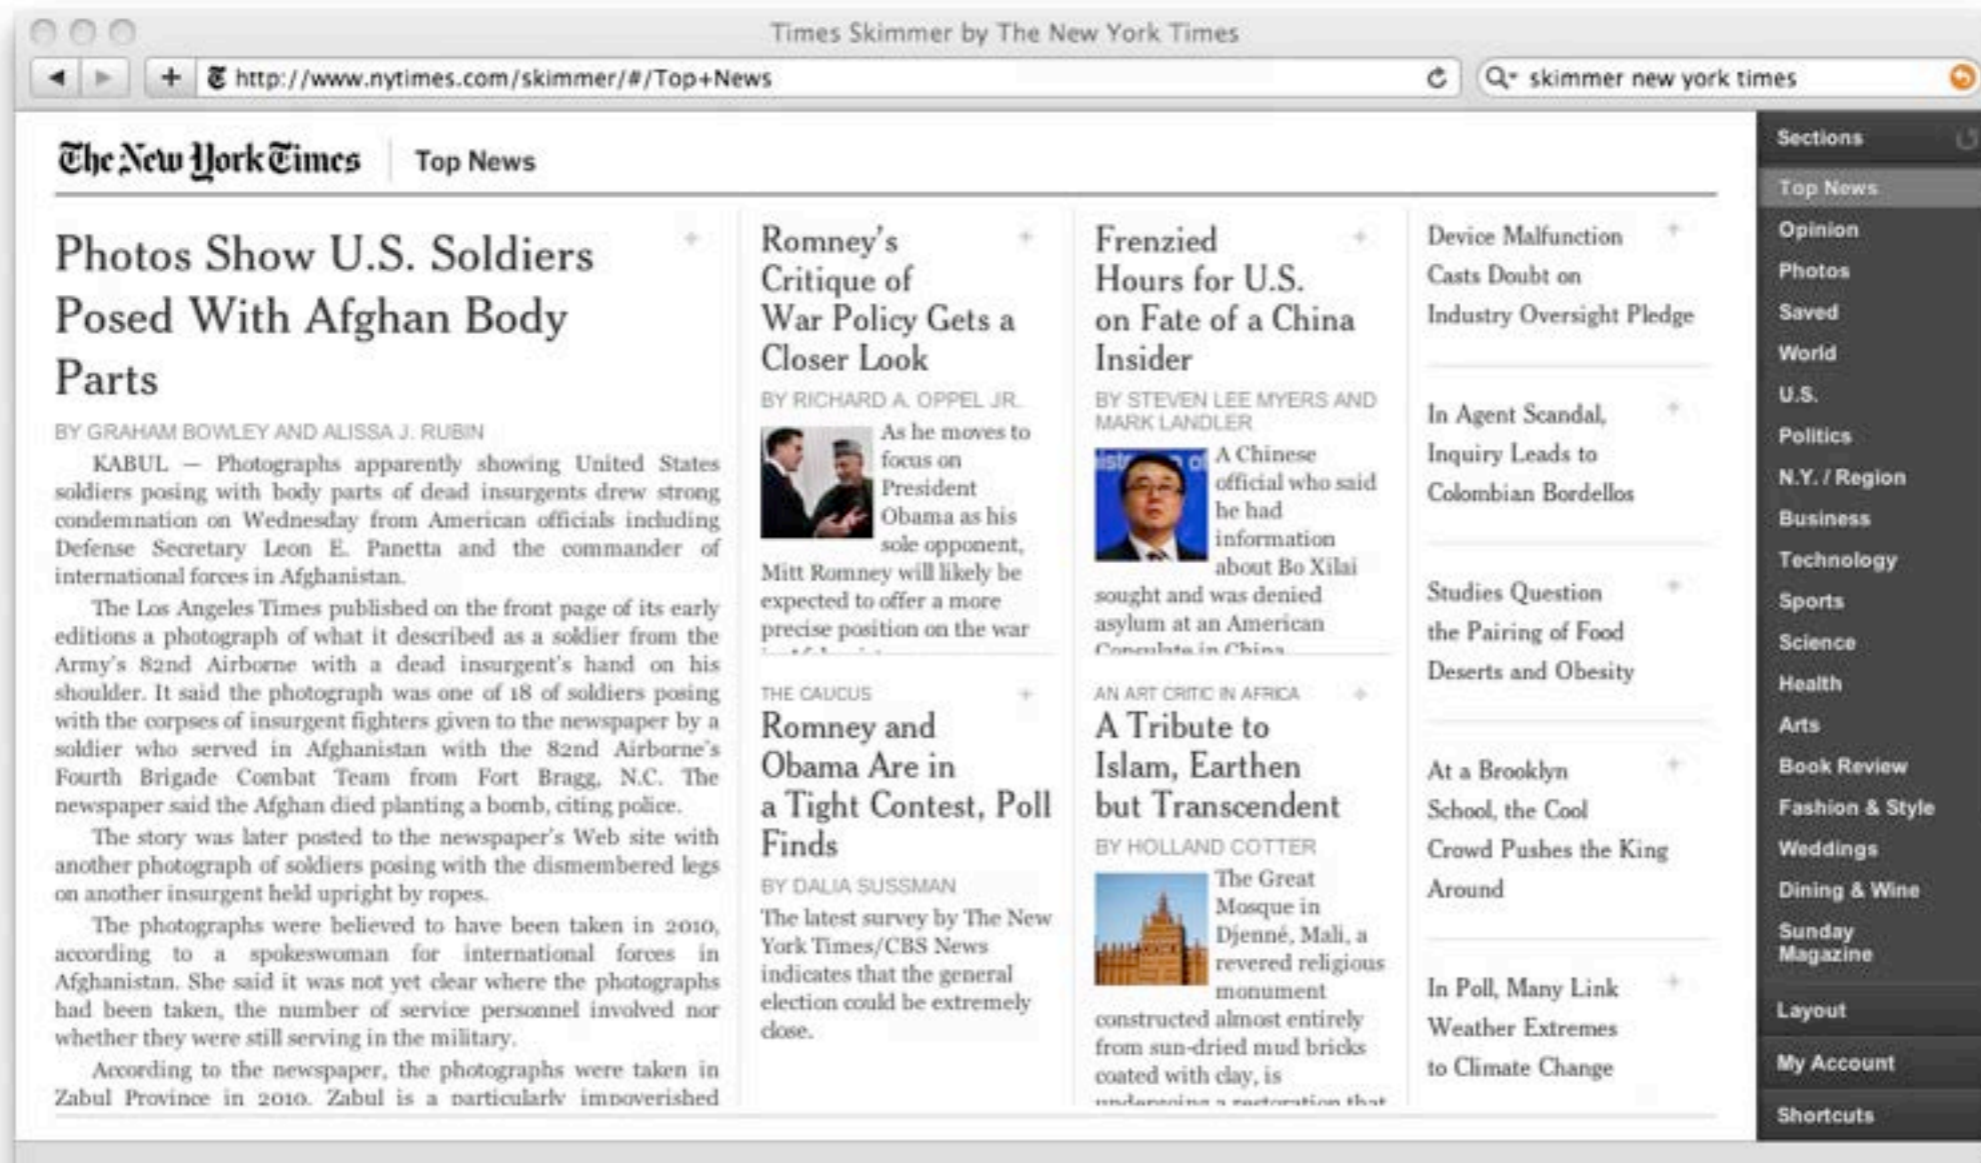 Times Skimmer by The New York Times
http://www.nytimes.com/skimmer/#/Top+News
skimmer new york times
The New York Times
Top News
Photos Show U.S. Soldiers
Posed With Afghan Body
Parts
BY GRAHAM BOWLEY AND ALISSA J. RUBIN
KABUL — Photographs apparently showing United States
soldiers posing with body parts of dead insurgents drew strong
condemnation on Wednesday from American officials including
Defense Secretary Leon E. Panetta and the commander of
international forces in Afghanistan.
The Los Angeles Times published on the front page of its early
editions a photograph of what it described as a soldier from the
Army's 82nd Airborne with a dead insurgent's hand on his
shoulder. It said the photograph was one of 18 of soldiers posing
with the corpses of insurgent fighters given to the newspaper by a
soldier who served in Afghanistan with the 82nd Airborne's
Fourth Brigade Combat Team from Fort Bragg, N.C. The
newspaper said the Afghan died planting a bomb, citing police.
The story was later posted to the newspaper's Web site with
another photograph of soldiers posing with the dismembered legs
on another insurgent held upright by ropes.
The photographs were believed to have been taken in 2010,
according to a spokeswoman for international forces in
Afghanistan. She said it was not yet clear where the photographs
had been taken, the number of service personnel involved nor
whether they were still serving in the military.
According to the newspaper, the photographs were taken in
Zabul Province in 2010. Zabul is a particularly impoverished
Romney's
Critique of
War Policy Gets a
Closer Look
BY RICHARD A. OPPEL JR.
As he moves to
focus on
President
Obama as his
sole opponent,
Mitt Romney will likely be
expected to offer a more
precise position on the war
THE CAUCUS
Romney and
Obama Are in
a Tight Contest, Poll
Finds
BY DALIA SUSSMAN
The latest survey by The New
York Times/CBS News
indicates that the general
election could be extremely
close.
Frenzied
Hours for U.S.
on Fate of a China
Insider
BY STEVEN LEE MYERS AND
MARK LANDLER
A Chinese
official who said
he had
information
about Bo Xilai
sought and was denied
asylum at an American
Consulate in China
AN ART CRITIC IN AFRICA
A Tribute to
Islam, Earthen
but Transcendent
BY HOLLAND COTTER
The Great
Mosque in
Djenné, Mali, a
revered religious
monument
constructed almost entirely
from sun-dried mud bricks
coated with clay, is
undergoing a restoration that
Device Malfunction
Casts Doubt on
Industry Oversight Pledge
In Agent Scandal,
Inquiry Leads to
Colombian Bordellos
Studies Question
the Pairing of Food
Deserts and Obesity
At a Brooklyn
School, the Cool
Crowd Pushes the King
Around
In Poll, Many Link
Weather Extremes
to Climate Change
Sections
Top News
Opinion
Photos
Saved
World
U.S.
Politics
N.Y. / Region
Business
Technology
Sports
Science
Health
Arts
Book Review
Fashion & Style
Weddings
Dining & Wine
Sunday
Magazine
Layout
My Account
Shortcuts